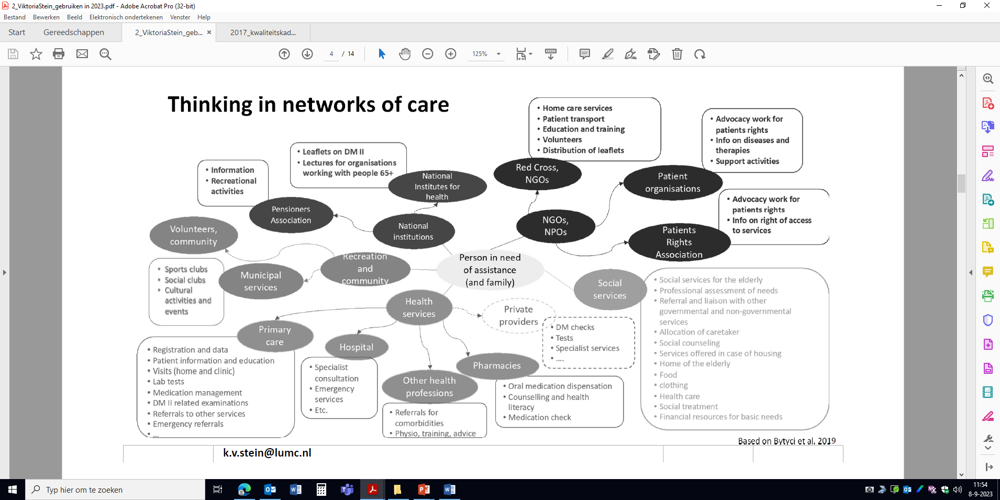 2_ViktoriaStein_gebruiken in 2023.pdf - Adobe Acrobat Pro (32-bit)
Bestand Bewerken Beeld Elektronisch ondertekenen Venster Help
Start Gereedschappen 2_ViktoriaStein_geb... × 2017_kwaliteitskad...
4 / 14 125%
Thinking in networks of care
• Home care services
• Patient transport
• Education and training
• Volunteers
• Distribution of leaflets
• Advocacy work for
patients rights
• Info on diseases and
therapies
• Support activities
• Leaflets on DM II
• Lectures for organisations
working with people 65+
• Information
• Recreational
activities
National
Institutes for
health
Red Cross,
NGOs
Patient
organisations
Pensioners
Association
• Advocacy work for
patients rights
• Info on right of access
to services
Volunteers,
community
National
institutions
NGOs,
NPOs
Patients
Rights
Association
Recreation
and
community
Person in need
of assistance
(and family)
• Sports clubs
• Social clubs
• Cultural
activities and
events
Municipal
services
Social
services
• Social services for the elderly
• Professional assessment of needs
• Referral and liaison with other
governmental and non-governmental
services
• Allocation of caretaker
• Social counseling
• Services offered in case of housing
• Home of the elderly
• Food
• clothing
• Health care
• Social treatment
• Financial resources for basic needs
Health
services
Private
providers
• DM checks
• Tests
• Specialist services
• ....
Primary
care
Hospital
Pharmacies
Other health
professions
• Registration and data
• Patient information and education
• Visits (home and clinic)
• Lab tests
• Medication management
• DM II related examinations
• Referrals to other services
• Emergency referrals
• ...
• Specialist
consultation
• Emergency
services
• Etc.
• Referrals for
comorbidities
• Physio, training, advice
• Oral medication dispensation
• Counselling and health
literacy
• Medication check
Based on Bytyci et al. 2019
k.v.stein@lumc.nl
Typ hier om te zoeken
11:54
8-9-2023